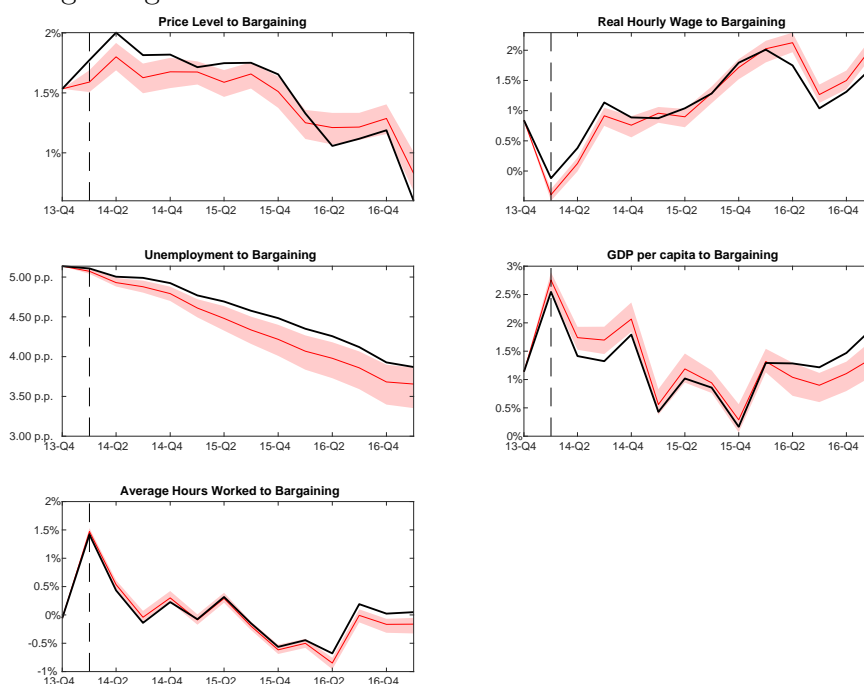 Price Level to Bargaining
2%
1.5%
1%
13-Q4 14-Q2 14-Q4 15-Q2 15-Q4 16-Q2 16-Q4
Real Hourly Wage to Bargaining
2%
1.5%
1%
0.5%
0%
13-Q4 14-Q2 14-Q4 15-Q2 15-Q4 16-Q2 16-Q4
Unemployment to Bargaining
5.00 p.p.
4.50 p.p.
4.00 p.p.
3.50 p.p.
3.00 p.p.
13-Q4 14-Q2 14-Q4 15-Q2 15-Q4 16-Q2 16-Q4
GDP per capita to Bargaining
3%
2.5%
2%
1.5%
1%
0.5%
0%
13-Q4 14-Q2 14-Q4 15-Q2 15-Q4 16-Q2 16-Q4
Average Hours Worked to Bargaining
2%
1.5%
1%
0.5%
0%
-0.5%
-1%
13-Q4 14-Q2 14-Q4 15-Q2 15-Q4 16-Q2 16-Q4